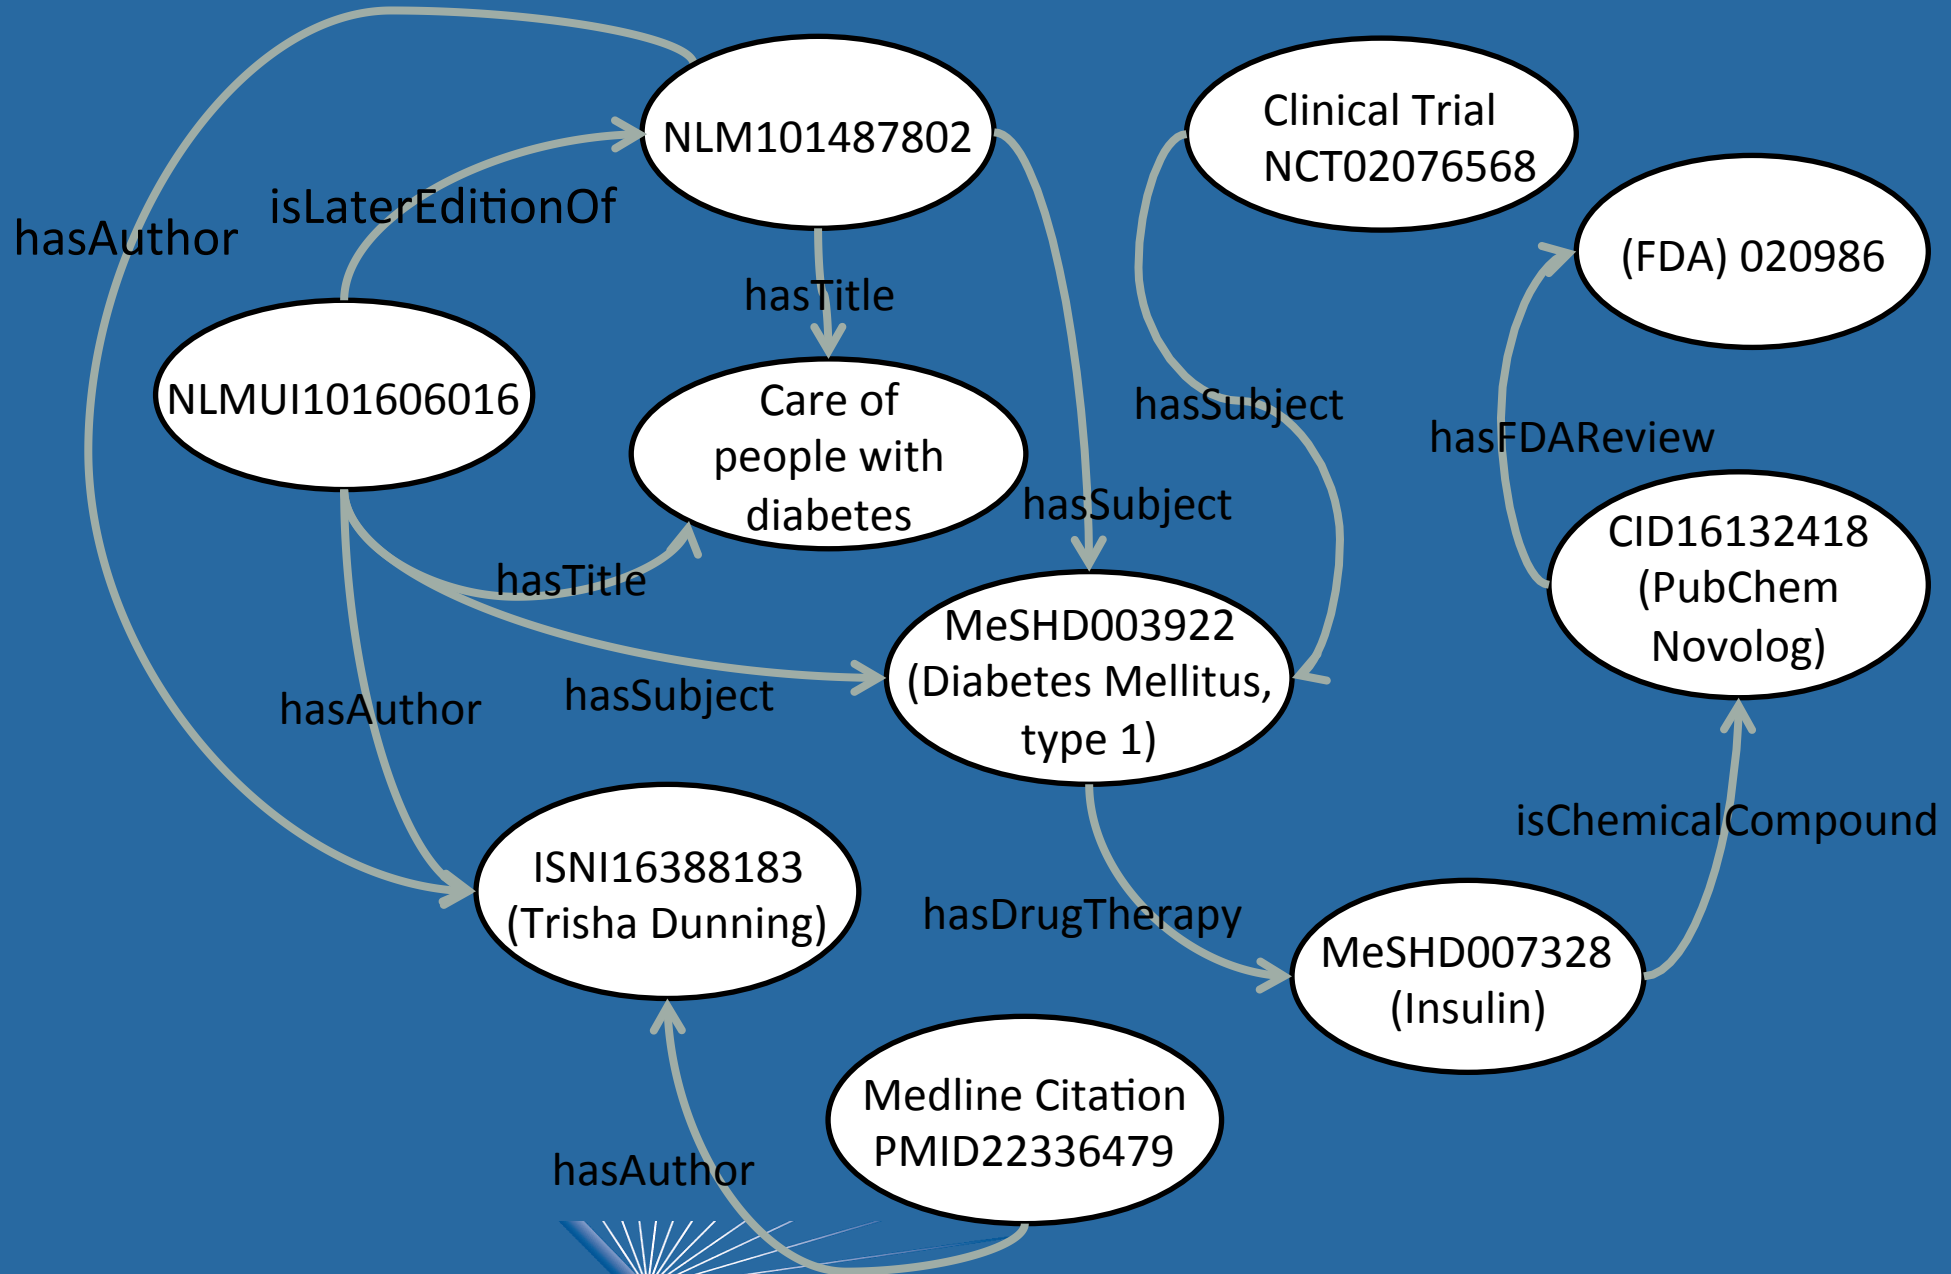 NLM101487802
Clinical Trial
NCT02076568
isLaterEditionOf
hasAuthor
(FDA) 020986
hasTitle
NLMUI101606016
Care of
people with
diabetes
hasSubject
hasFDAReview
hasSubject
CID16132418
(PubChem
Novolog)
hasTitle
MeSHD003922
(Diabetes Mellitus,
type 1)
hasSubject
hasAuthor
isChemicalCompound
ISNI16388183
(Trisha Dunning)
hasDrugTherapy
MeSHD007328
(Insulin)
Medline Citation
PMID22336479
hasAuthor